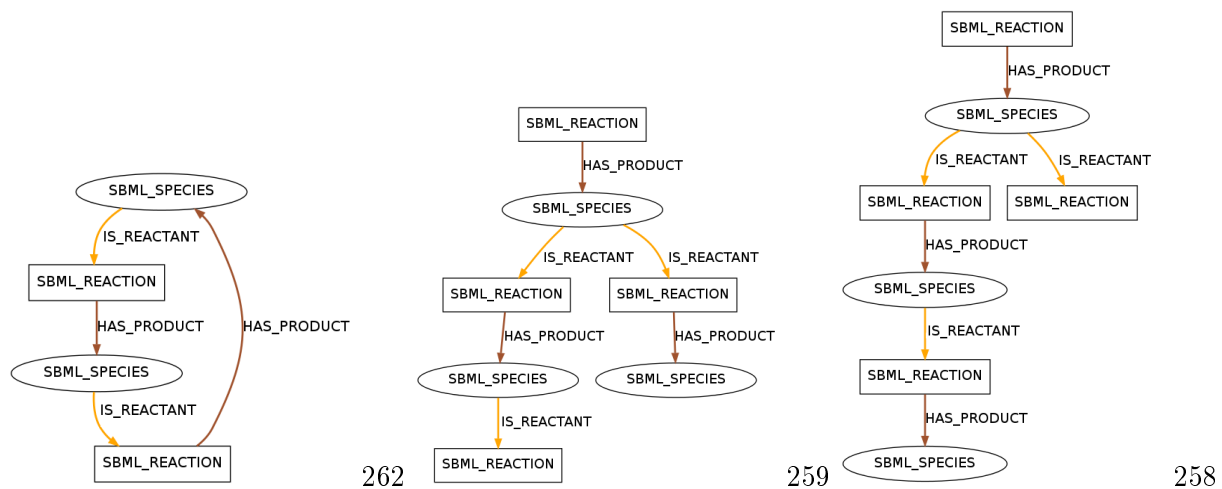 SBML_SPECIES
IS_REACTANT
SBML_REACTION
HAS_PRODUCT
HAS_PRODUCT
SBML_SPECIES
IS_REACTANT
SBML_REACTION
262
SBML_REACTION
HAS_PRODUCT
SBML_SPECIES
IS_REACTANT IS_REACTANT
SBML_REACTION SBML_REACTION
HAS_PRODUCT HAS_PRODUCT
SBML_SPECIES SBML_SPECIES
IS_REACTANT
SBML_REACTION
259
SBML_REACTION
HAS_PRODUCT
SBML_SPECIES
IS_REACTANT IS_REACTANT
SBML_REACTION SBML_REACTION
HAS_PRODUCT
SBML_SPECIES
IS_REACTANT
SBML_REACTION
HAS_PRODUCT
SBML_SPECIES
258